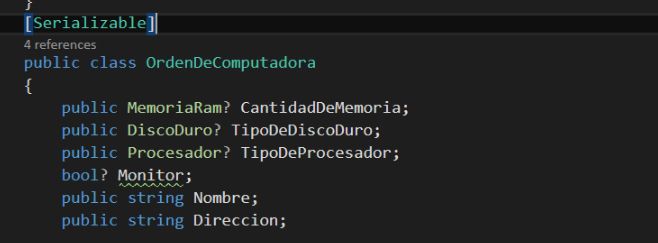 }
[Serializable]
4 references
public class OrdenDeComputadora
{
public MemoriaRam? CantidadDeMemoria;
public DiscoDuro? TipoDeDiscoDuro;
public Procesador? TipoDeProcesador;
bool? Monitor;
public string Nombre;
public string Direccion;